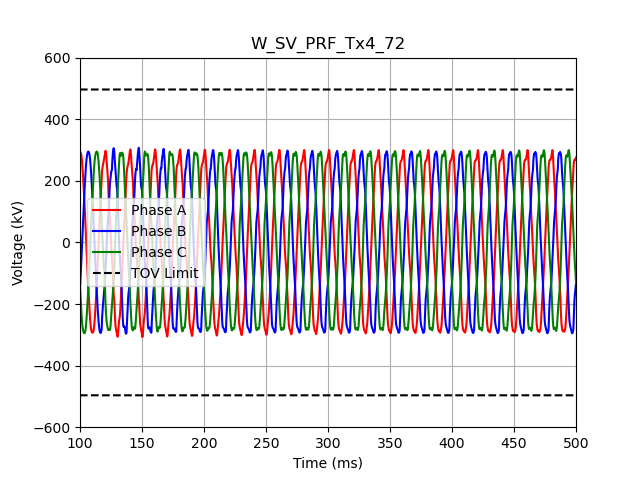 W_SV_PRF_Tx4_72
600
400
200
0
−200
−400
−600
Voltage (kV)
Phase A
Phase B
Phase C
TOV Limit
100 150 200 250 300 350 400 450 500
Time (ms)